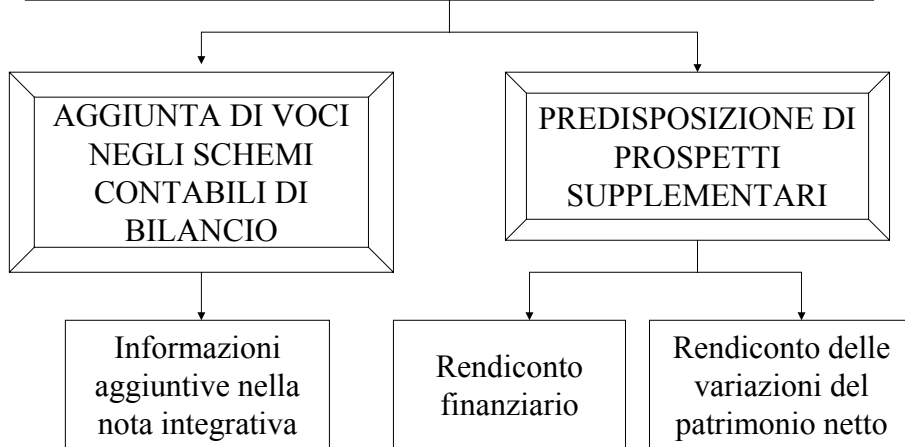 AGGIUNTA DI VOCI
NEGLI SCHEMI
CONTABILI DI
BILANCIO
PREDISPOSIZIONE DI
PROSPETTI
SUPPLEMENTARI
Informazioni
aggiuntive nella
nota integrativa
Rendiconto
finanziario
Rendiconto delle
variazioni del
patrimonio netto